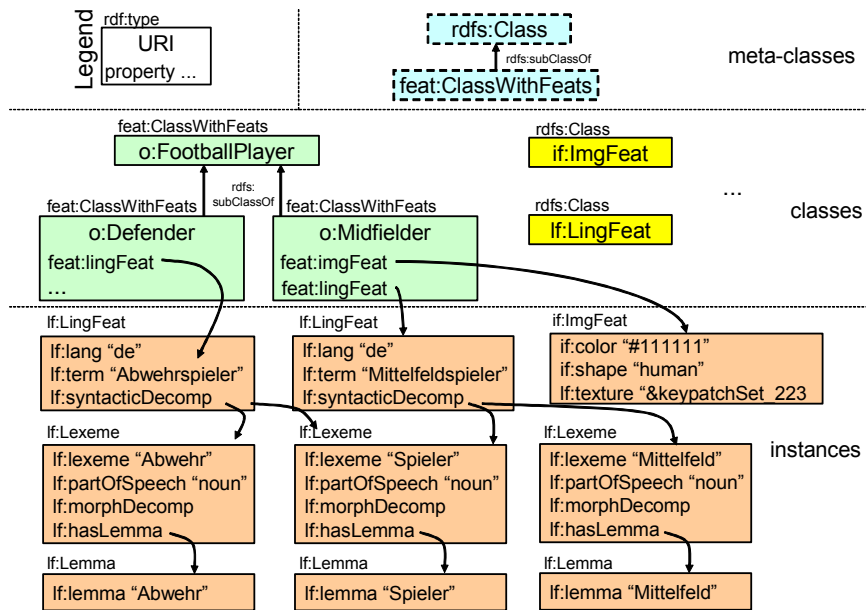 Legend
rdf:type
URI
property ...
rdfs:Class
rdfs:subClassOf
feat:ClassWithFeats
meta-classes
feat:ClassWithFeats
o:FootballPlayer
rdfs:Class
if:ImgFeat
rdfs:
subClassOf
...
feat:ClassWithFeats
o:Defender
feat:lingFeat
...
feat:ClassWithFeats
o:Midfielder
feat:imgFeat
feat:lingFeat
rdfs:Class
lf:LingFeat
classes
lf:LingFeat
lf:lang “de”
lf:term “Abwehrspieler”
lf:syntacticDecomp
lf:LingFeat
lf:lang “de”
lf:term “Mittelfeldspieler”
lf:syntacticDecomp
if:ImgFeat
if:color “#111111”
if:shape “human”
lf:texture “&keypatchSet_223
lf:Lexeme
lf:lexeme “Abwehr”
lf:partOfSpeech “noun”
lf:morphDecomp
lf:hasLemma
lf:Lexeme
lf:lexeme “Spieler”
lf:partOfSpeech “noun”
lf:morphDecomp
lf:hasLemma
lf:Lexeme
lf:lexeme “Mittelfeld”
lf:partOfSpeech “noun”
lf:morphDecomp
lf:hasLemma
instances
lf:Lemma
lf:lemma “Abwehr”
lf:Lemma
lf:lemma “Spieler”
lf:Lemma
lf:lemma “Mittelfeld”